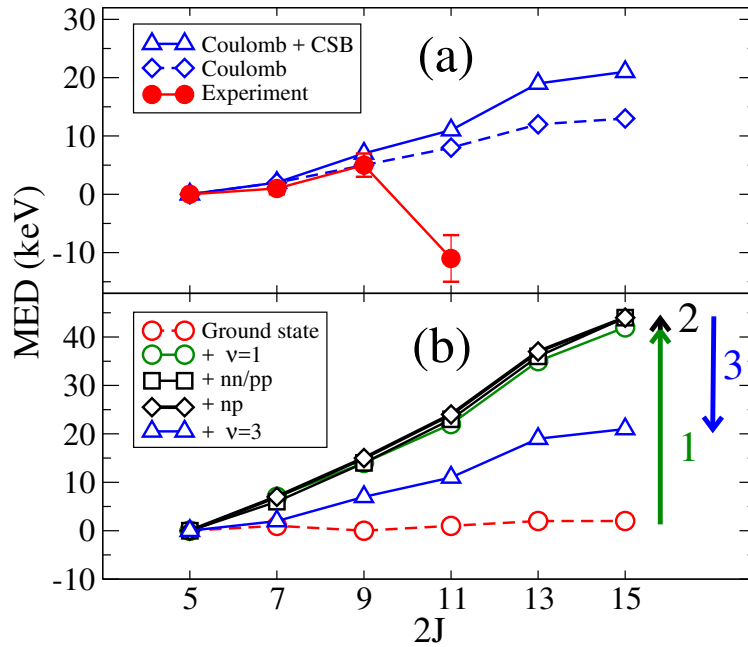 30
20
10
0
-10
Coulomb + CSB
Coulomb
Experiment
(a)
MED (keV)
40
30
20
10
0
-10
Ground state
+ ν=1
+ nn/pp
+ np
+ ν=3
(b)
2
3
1
5
7
9
11
13
15
2J